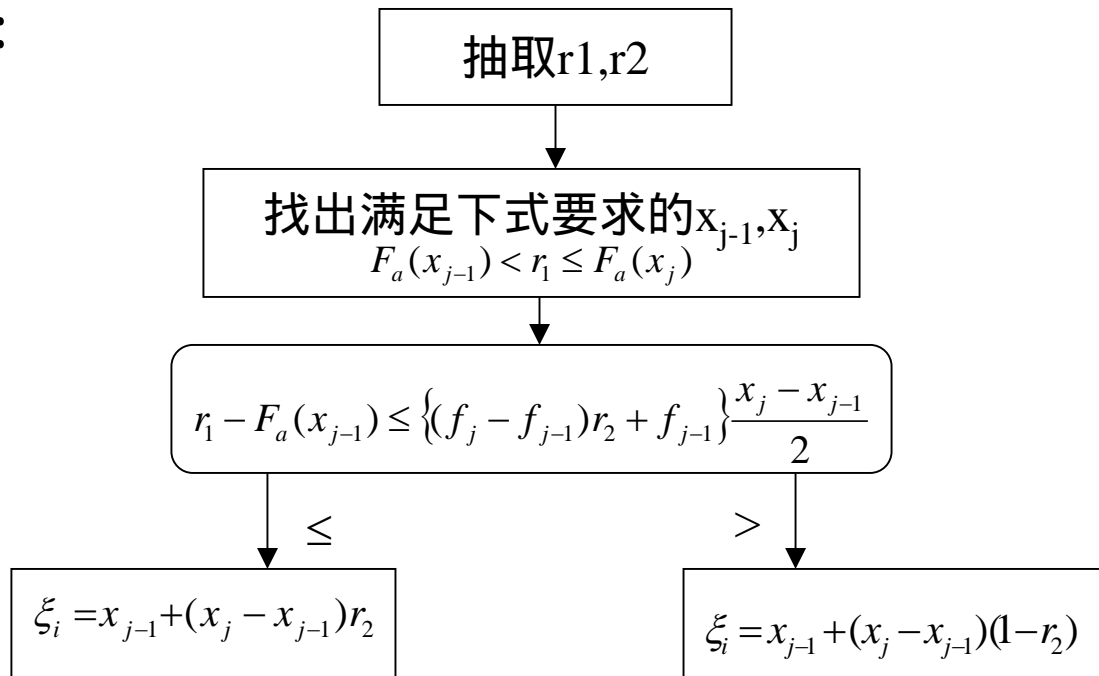 :
抽取r1,r2
找出满足下式要求的x_{j-1},x_j
F_a(x_{j-1}) < r_1 ≤ F_a(x_j)
r_1 − F_a(x_{j-1}) ≤ {(f_j − f_{j-1})r_2 + f_{j-1}} \frac{x_j − x_{j-1}}{2}
≤ >
ξ_i = x_{j-1} + (x_j − x_{j-1})r_2
ξ_i = x_{j-1} + (x_j − x_{j-1})(1−r_2)